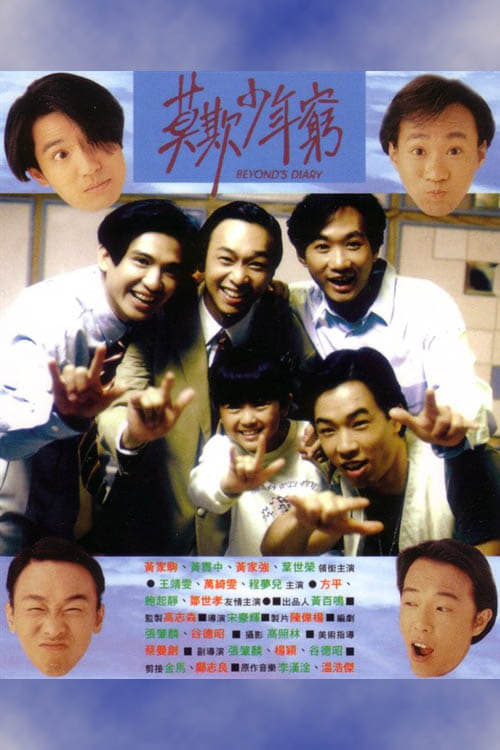 莫欺少年窮
BEYOND'S DIARY
黃家駒、黃貫中、黃家強、葉世榮 領銜主演
●王靖雯、萬綺雯、程夢兒 主演●方平、
鮑起靜、鄒世孝 友情主演●■出品人 黃百鳴■
監製 高志森■導演 宋豪輝■製片 陳偉楊■編劇
張肇麟、谷德昭■攝影 高照林■美術指導
蔡曼創■副導演 張肇麟、楊穎、谷德昭■
剪接 金馬、鄺志良■原作音樂 李漢淦、溫浩傑